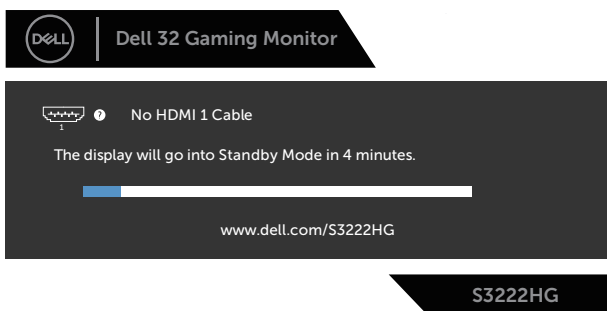 DELL
Dell 32 Gaming Monitor
1
?
No HDMI 1 Cable
The display will go into Standby Mode in 4 minutes.
www.dell.com/S3222HG
S3222HG